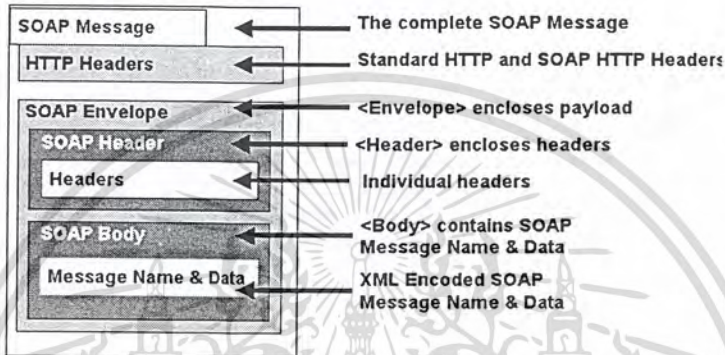 SOAP Message
The complete SOAP Message
HTTP Headers
Standard HTTP and SOAP HTTP Headers
SOAP Envelope
<Envelope> encloses payload
SOAP Header
<Header> encloses headers
Headers
Individual headers
SOAP Body
<Body> contains SOAP
Message Name & Data
Message Name & Data
XML Encoded SOAP
Message Name & Data